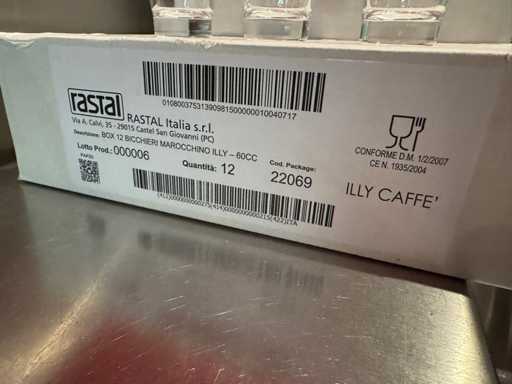 rastal
RASTAL Italia s.r.l.
Via A. Calvi, 35 - 29015 Castel San Giovanni (PC)
Descrizione: BOX 12 BICCHIERI MAROCCHINO ILLY – 60CC
Lotto Prod.: 000006
Quantità: 12
Cod. Package:
22069
01080037531390981500000010040717
CONFORME D.M. 1/2/2007
CE N. 1935/2004
ILLY CAFFE'